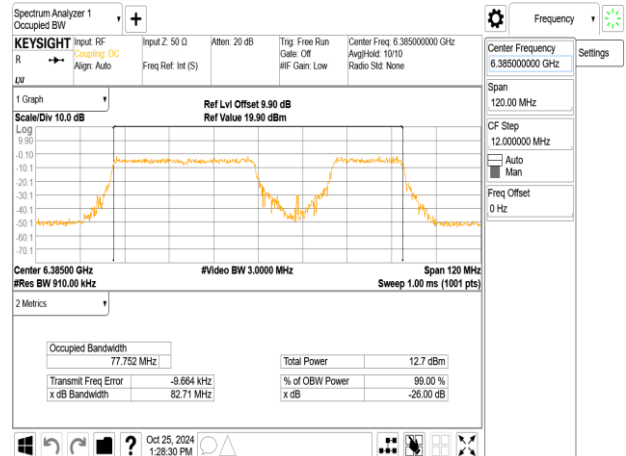 Spectrum Analyzer 1
Occupied BW
Frequency
KEYSIGHT
R
LXI
Input: RF
Coupling: DC
Align: Auto
Input Z: 50 Ω
Freq Ref: Int (S)
Atten: 20 dB
Trig: Free Run
Gate: Off
#IF Gain: Low
Center Freq: 6.385000000 GHz
Avg|Hold: 10/10
Radio Std: None
Center Frequency
6.385000000 GHz
Settings
Span
120.00 MHz
CF Step
12.000000 MHz
Auto
Man
Freq Offset
0 Hz
1 Graph
Ref Lvl Offset 9.90 dB
Scale/Div 10.0 dB
Ref Value 19.90 dBm
Log
9.90
-0.10
-10.1
-20.1
-30.1
-40.1
-50.1
-60.1
-70.1
Center 6.38500 GHz
#Video BW 3.0000 MHz
Span 120 MHz
#Res BW 910.00 kHz
Sweep 1.00 ms (1001 pts)
2 Metrics
Occupied Bandwidth
77.752 MHz
Total Power 12.7 dBm
Transmit Freq Error -9.664 kHz
% of OBW Power 99.00 %
x dB Bandwidth 82.71 MHz
x dB -26.00 dB
?
Oct 25, 2024
1:28:30 PM